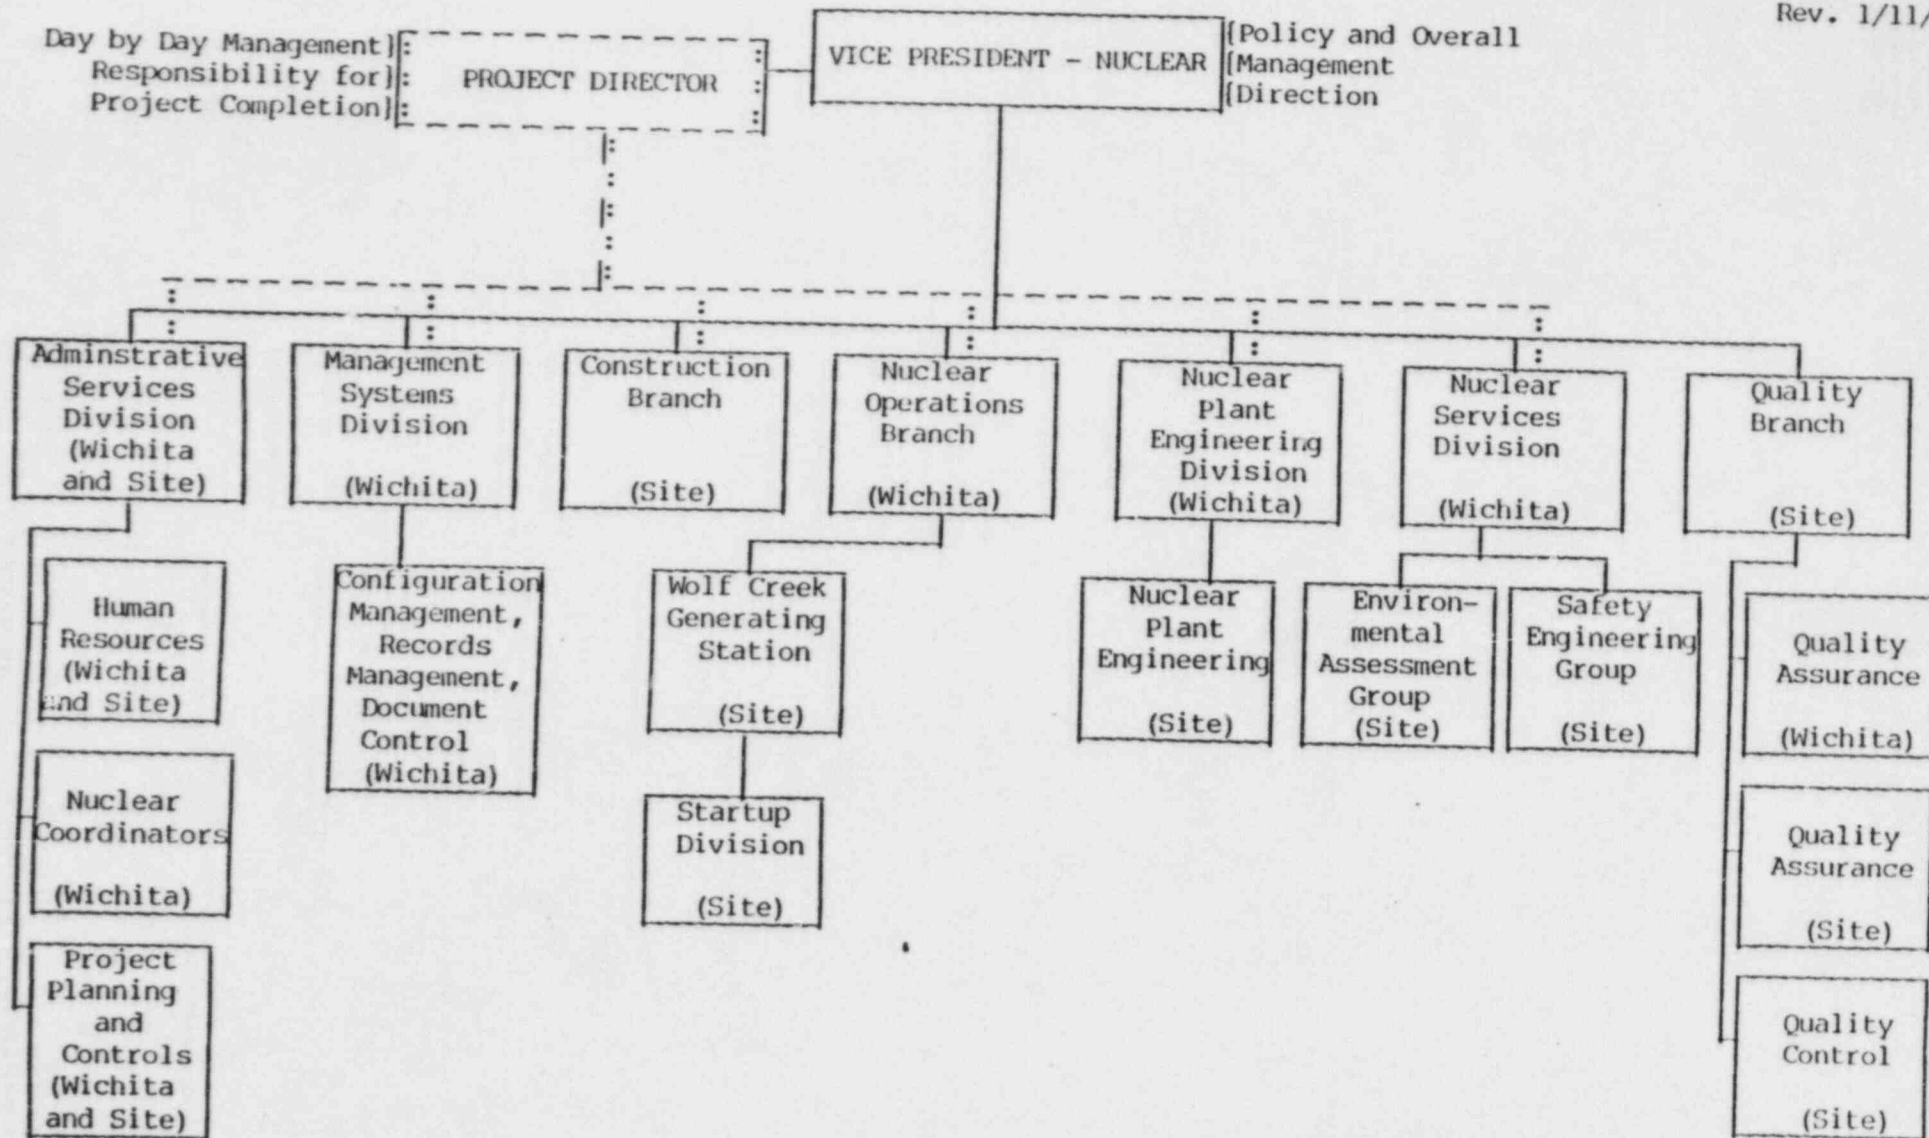 Rev. 1/11/
Day by Day Management}
Responsibility for}
Project Completion}
PROJECT DIRECTOR
VICE PRESIDENT - NUCLEAR
{Policy and Overall
{Management
{Direction
Adminstrative
Services
Division
(Wichita
and Site)
Management
Systems
Division
(Wichita)
Construction
Branch
(Site)
Nuclear
Operations
Branch
(Wichita)
Nuclear
Plant
Engineering
Division
(Wichita)
Nuclear
Services
Division
(Wichita)
Quality
Branch
(Site)
Human
Resources
(Wichita
and Site)
Nuclear
Coordinators
(Wichita)
Project
Planning
and
Controls
(Wichita
and Site)
Configuration
Management,
Records
Management,
Document
Control
(Wichita)
Wolf Creek
Generating
Station
(Site)
Startup
Division
(Site)
Nuclear
Plant
Engineering
(Site)
Environ-
mental
Assessment
Group
(Site)
Safety
Engineering
Group
(Site)
Quality
Assurance
(Wichita)
Quality
Assurance
(Site)
Quality
Control
(Site)